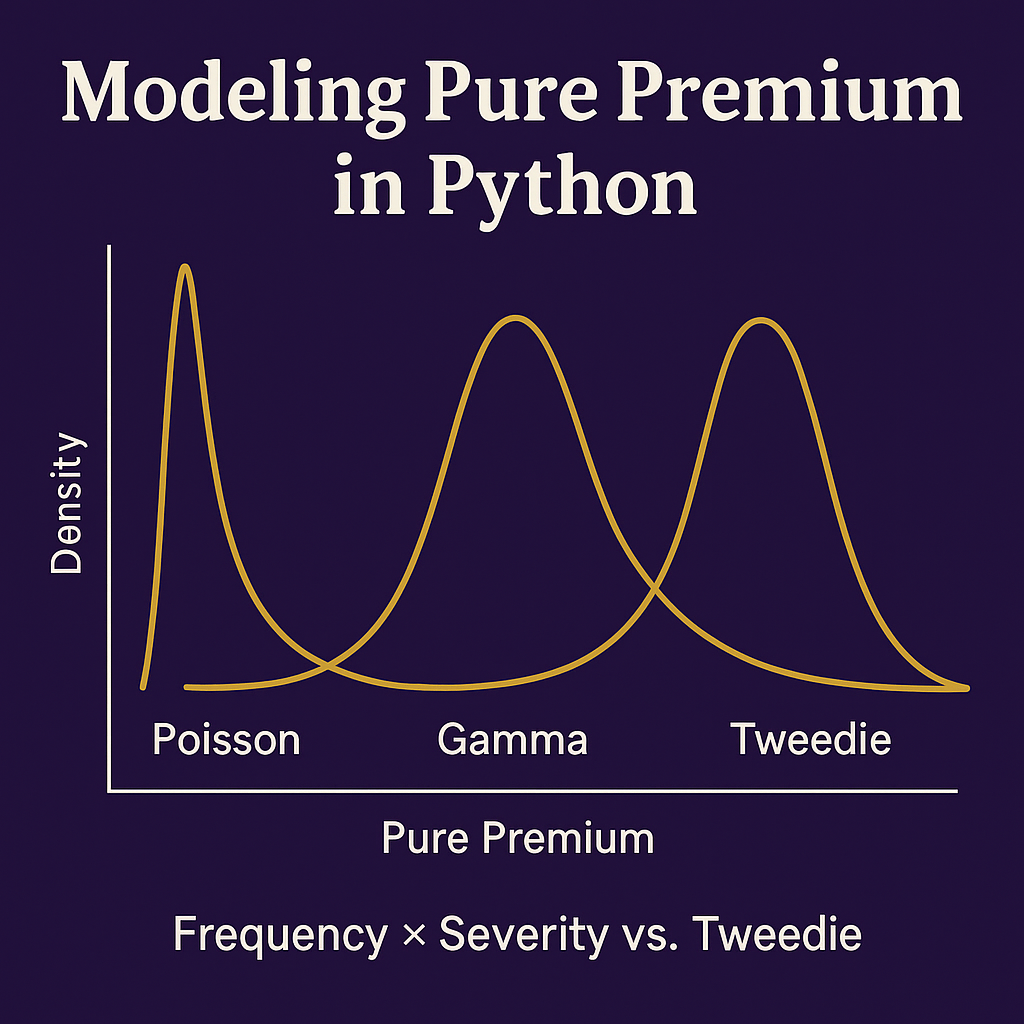 Modeling Pure Premium
in Python
Density
Poisson
Gamma
Tweedie
Pure Premium
Frequency × Severity vs. Tweedie